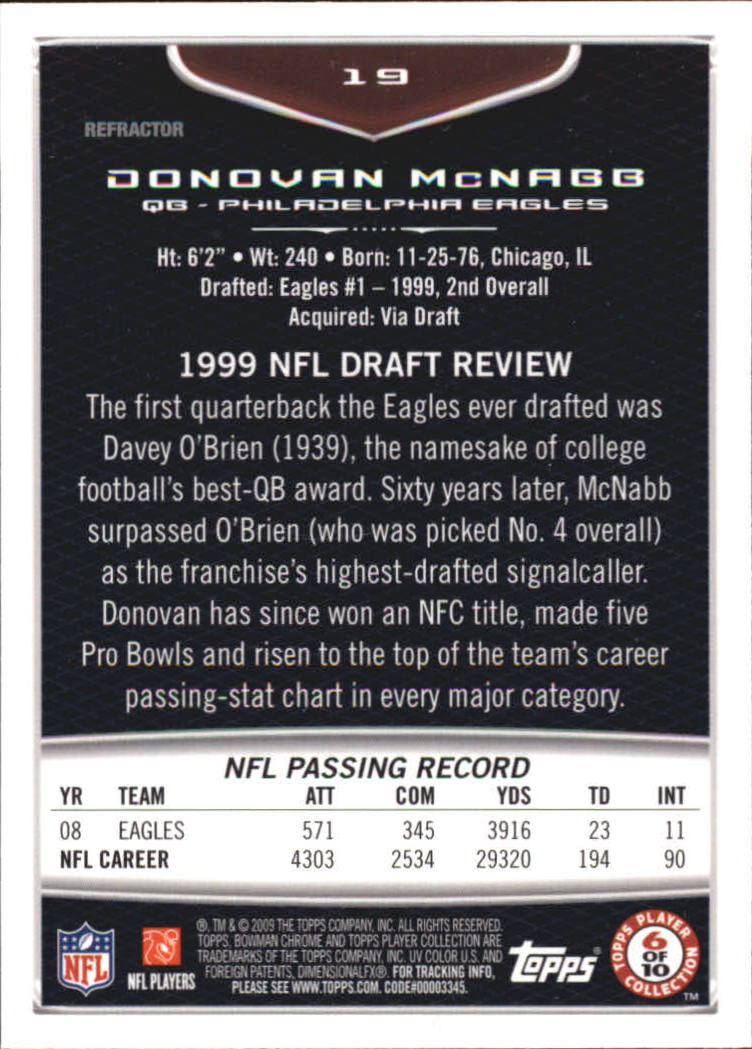 19
REFRACTOR
DONOVAN McNABB
QB - PHILADELPHIA EAGLES
Ht: 6'2" • Wt: 240 • Born: 11-25-76, Chicago, IL
Drafted: Eagles #1 – 1999, 2nd Overall
Acquired: Via Draft
1999 NFL DRAFT REVIEW
The first quarterback the Eagles ever drafted was
Davey O'Brien (1939), the namesake of college
football's best-QB award. Sixty years later, McNabb
surpassed O'Brien (who was picked No. 4 overall)
as the franchise's highest-drafted signalcaller.
Donovan has since won an NFC title, made five
Pro Bowls and risen to the top of the team's career
passing-stat chart in every major category.
NFL PASSING RECORD
YR TEAM ATT COM YDS TD INT
08 EAGLES 571 345 3916 23 11
NFL CAREER 4303 2534 29320 194 90
®, TM & © 2009 THE TOPPS COMPANY, INC. ALL RIGHTS RESERVED.
TOPPS, BOWMAN CHROME AND TOPPS PLAYER COLLECTION ARE
TRADEMARKS OF THE TOPPS COMPANY, INC. UV COLOR U.S. AND
FOREIGN PATENTS, DIMENSIONALFX®. FOR TRACKING INFO,
PLEASE SEE WWW.TOPPS.COM. CODE#00003345.
NFL
NFL PLAYERS
Topps®
TOPPS PLAYER COLLECTION
6
OF
10
TM